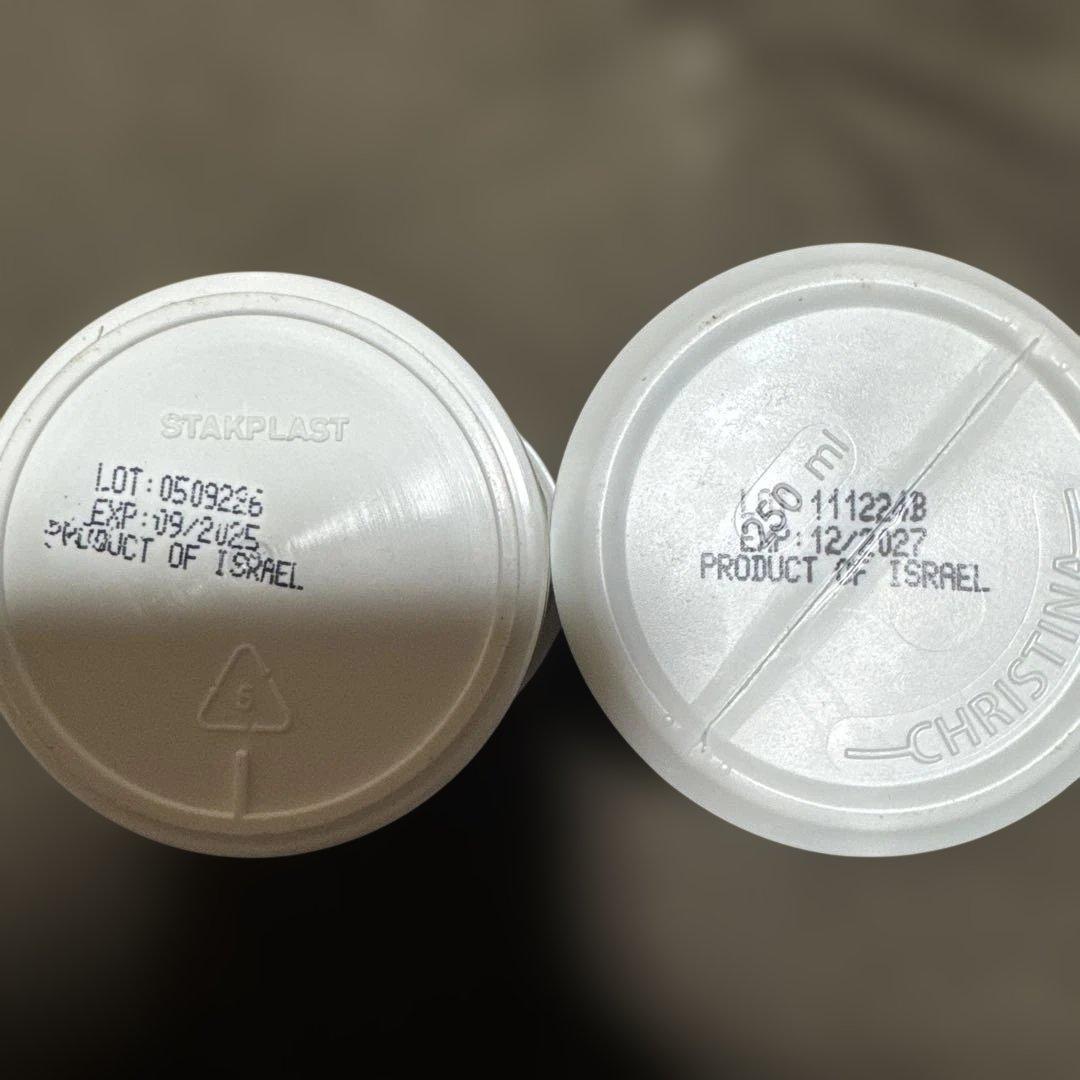 STAKPLAST
LOT:0509226
EXP:09/2025
PRODUCT OF ISRAEL
250 ml
LOT:111224B
EXP:12/2027
PRODUCT OF ISRAEL
CHRISTINA